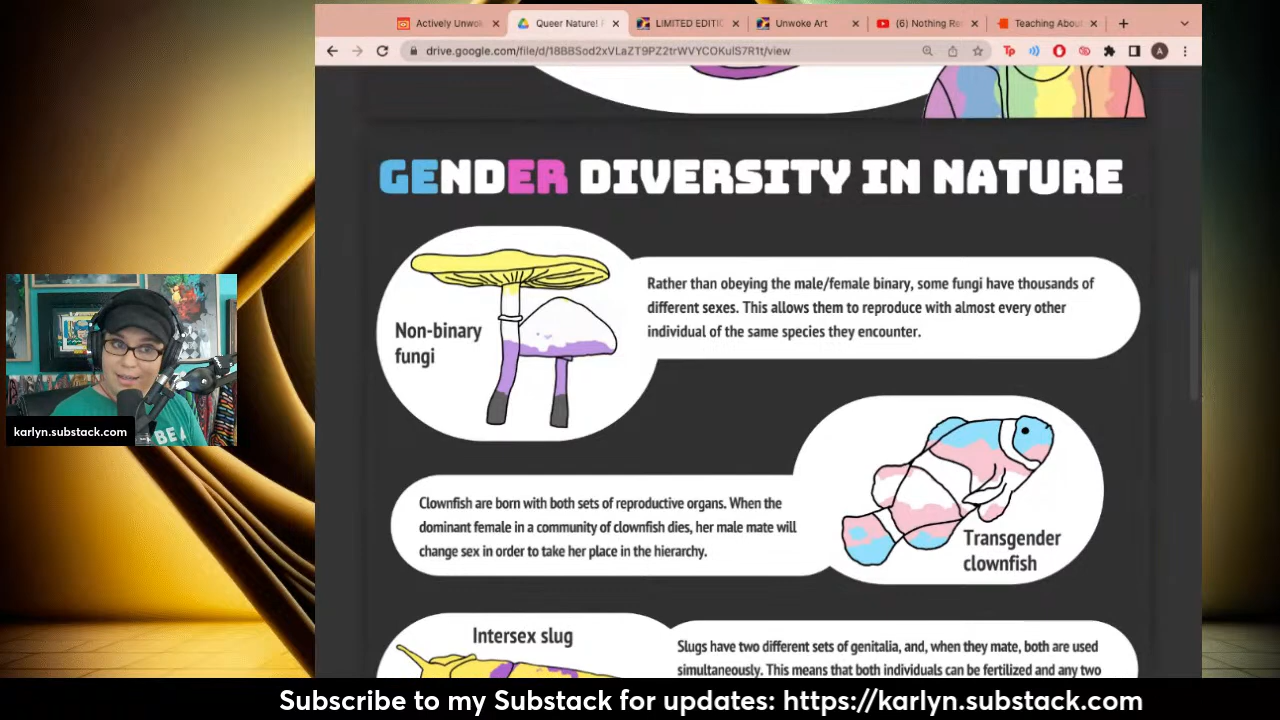 Actively Unwok
Queer Nature! F
LIMITED EDITIO
Unwoke Art
(6) Nothing Re
Teaching About
drive.google.com/file/d/18BBSod2xVLaZT9PZ2trWVYCOKulS7R1t/view
GENDER DIVERSITY IN NATURE
Non-binary
fungi
Rather than obeying the male/female binary, some fungi have thousands of
different sexes. This allows them to reproduce with almost every other
individual of the same species they encounter.
Clownfish are born with both sets of reproductive organs. When the
dominant female in a community of clownfish dies, her male mate will
change sex in order to take her place in the hierarchy.
Transgender
clownfish
Intersex slug
Slugs have two different sets of genitalia, and, when they mate, both are used
simultaneously. This means that both individuals can be fertilized and any two
BE A
karlyn.substack.com
Subscribe to my Substack for updates: https://karlyn.substack.com